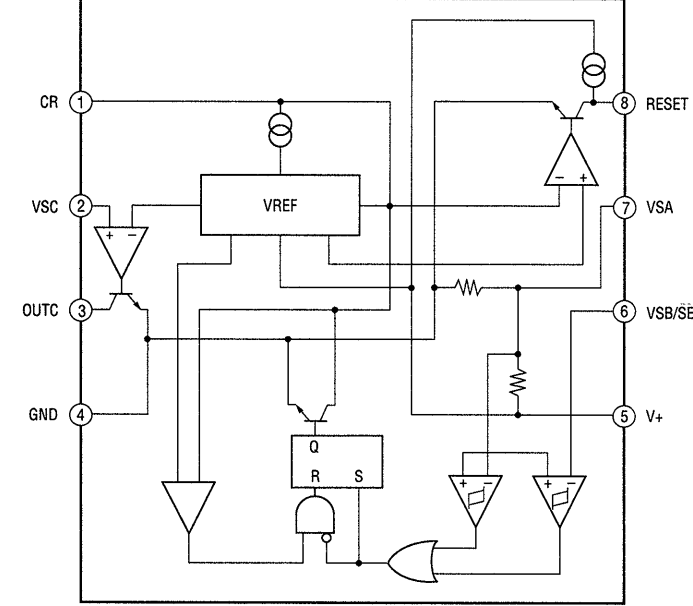 CR 1
8 RESET
VSC 2
VREF
7 VSA
- +
+ -
OUTC 3
6 VSB/SE
GND 4
5 V+
Q
R S
+ - + -